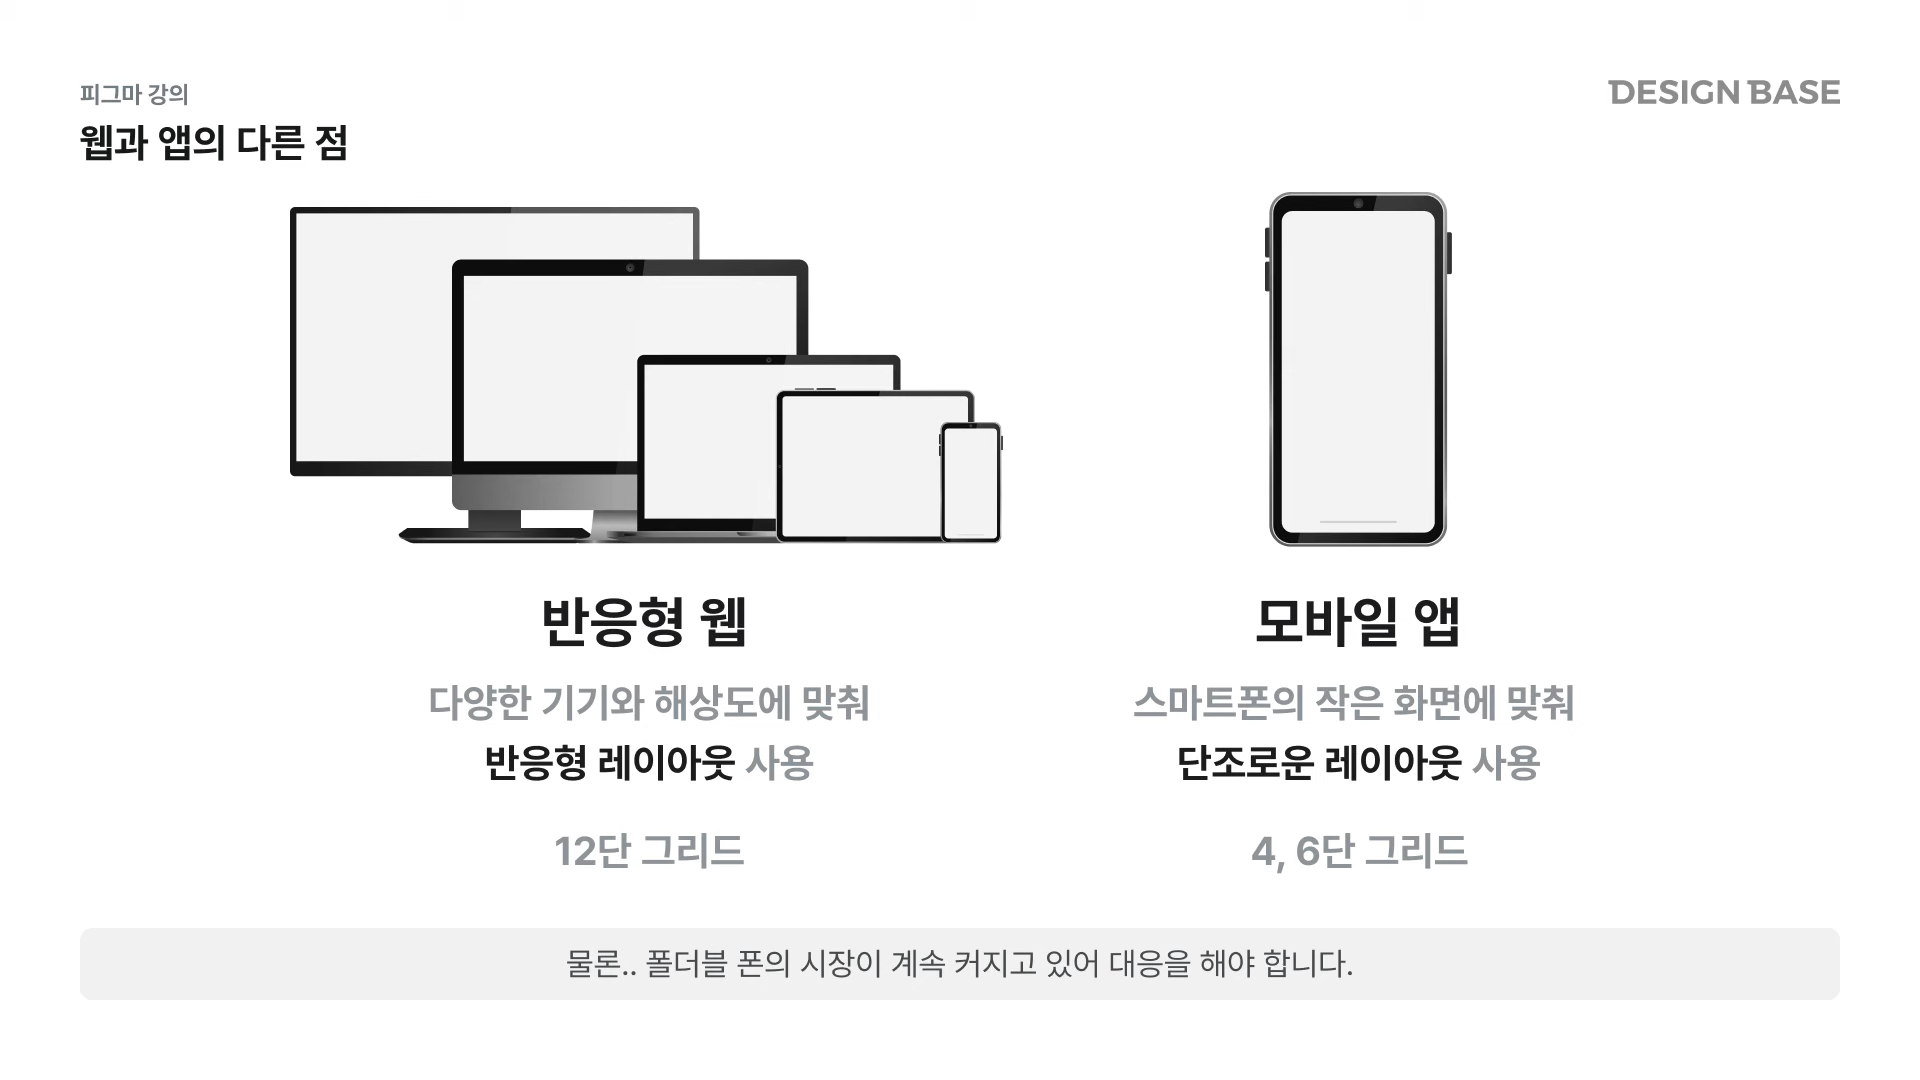 피그마 강의
DESIGN BASE
웹과 앱의 다른 점
반응형 웹
다양한 기기와 해상도에 맞춰
반응형 레이아웃 사용
12단 그리드
모바일 앱
스마트폰의 작은 화면에 맞춰
단조로운 레이아웃 사용
4, 6단 그리드
물론.. 폴더블 폰의 시장이 계속 커지고 있어 대응을 해야 합니다.